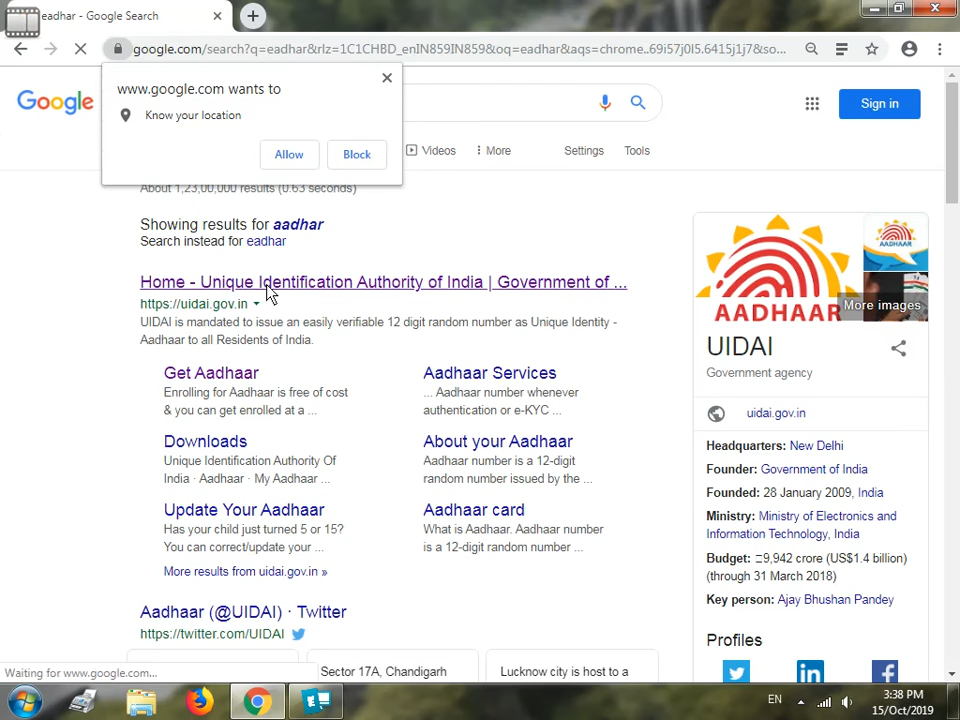 eadhar - Google Search
google.com/search?q=eadhar&rlz=1C1CHBD_enIN859IN859&oq=eadhar&aqs=chrome..69i57j0l5.6415j1j7&so...
www.google.com wants to
Know your location
Allow
Block
Google
Sign in
Videos
More
Settings
Tools
About 1,23,00,000 results (0.63 seconds)
Showing results for aadhar
Search instead for eadhar
Home - Unique Identification Authority of India | Government of ...
https://uidai.gov.in
UIDAI is mandated to issue an easily verifiable 12 digit random number as Unique Identity -
Aadhaar to all Residents of India.
Get Aadhaar
Enrolling for Aadhaar is free of cost
& you can get enrolled at a ...
Aadhaar Services
... Aadhaar number whenever
authentication or e-KYC ...
Downloads
Unique Identification Authority Of
India · Aadhaar · My Aadhaar ...
About your Aadhaar
Aadhaar number is a 12-digit
random number issued by the ...
Update Your Aadhaar
Has your child just turned 5 or 15?
You can correct/update your ...
Aadhaar card
What is Aadhaar. Aadhaar number
is a 12-digit random number ...
More results from uidai.gov.in »
Aadhaar (@UIDAI) · Twitter
https://twitter.com/UIDAI
Sector 17A, Chandigarh
Lucknow city is host to a
AADHAAR
AADHAAR
More images
UIDAI
Government agency
uidai.gov.in
Headquarters: New Delhi
Founder: Government of India
Founded: 28 January 2009, India
Ministry: Ministry of Electronics and
Information Technology, India
Budget: □9,942 crore (US$1.4 billion)
(through 31 March 2018)
Key person: Ajay Bhushan Pandey
Profiles
Waiting for www.google.com...
EN
3:38 PM
15/Oct/2019